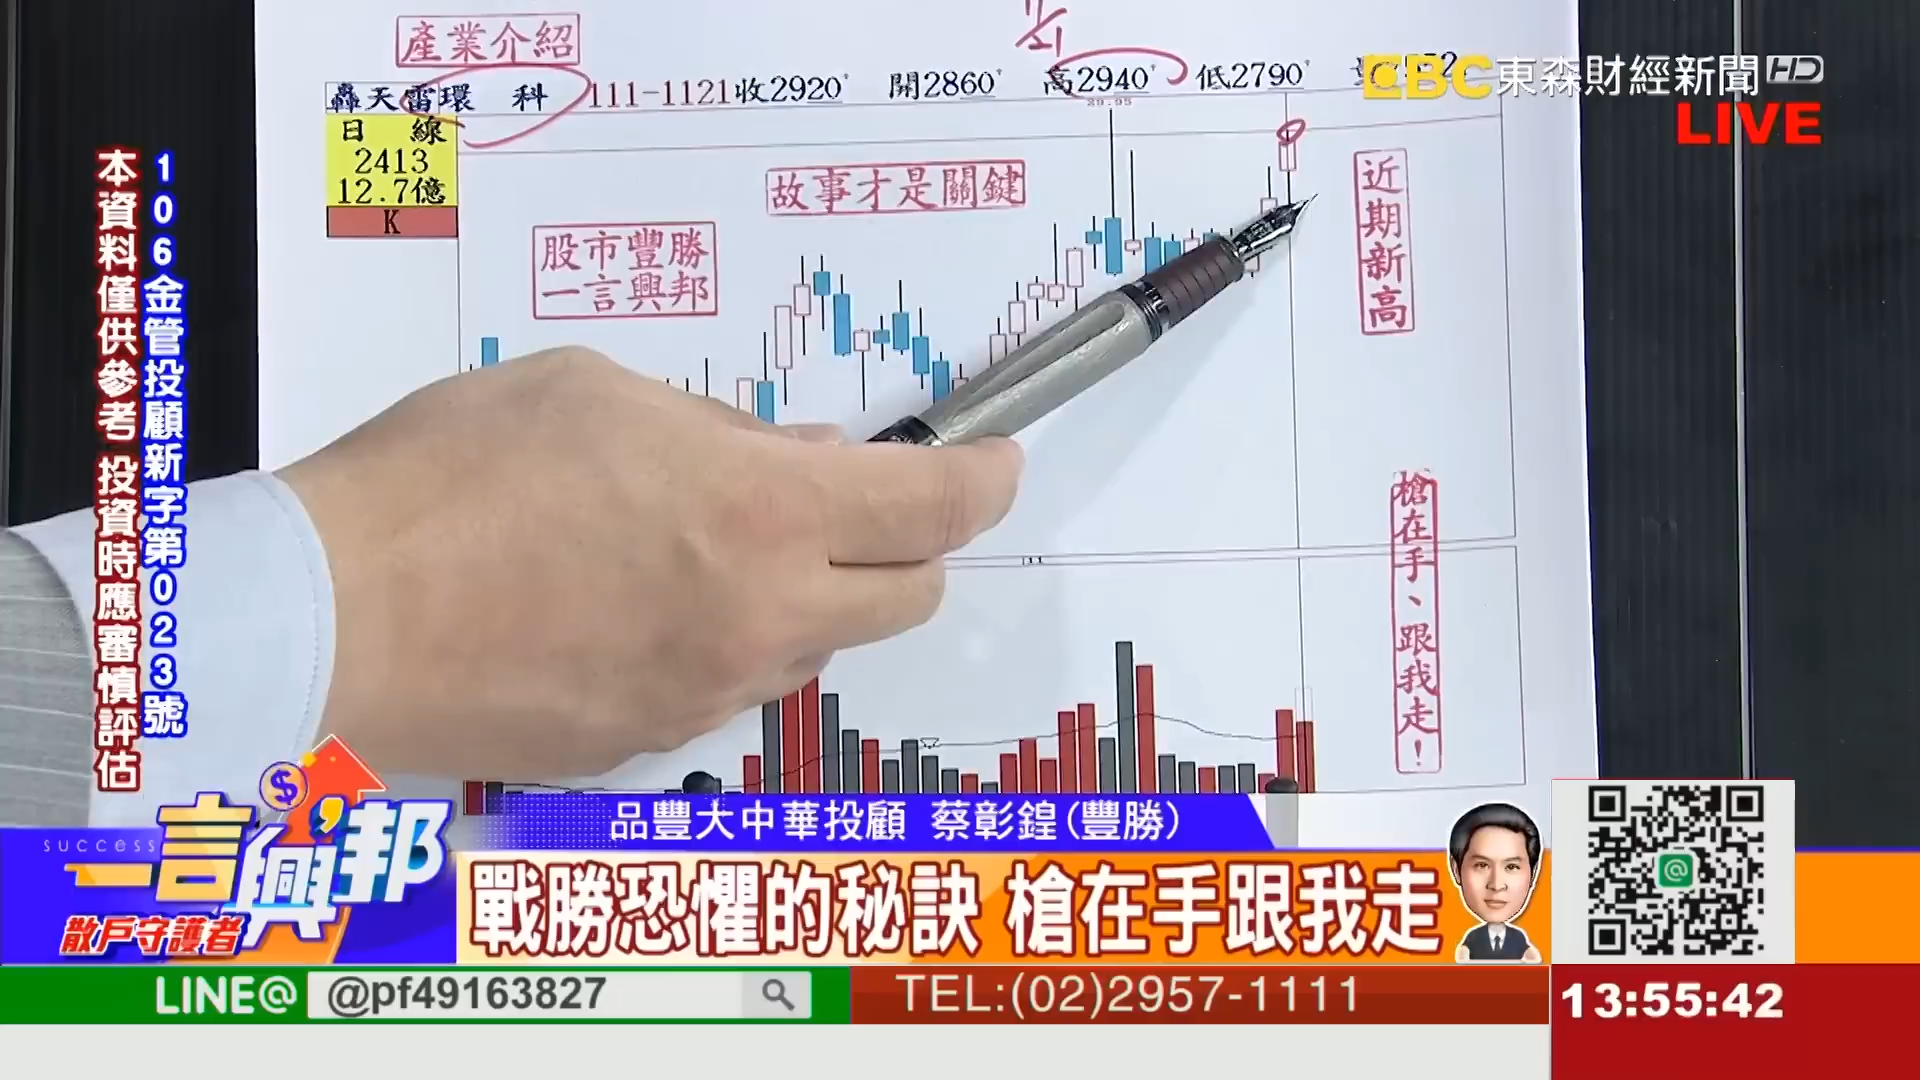 產業介紹
11/21
轟天雷環 科 111-1121收2920 開2860 高2940 低2790
29.95
日 線
2413
12.7億
K
故事才是關鍵
股市豐勝
一言興邦
近期新高
槍在手、跟我走！
EBC東森財經新聞HD
LIVE
106金管投顧新字第023號
本資料僅供參考 投資時應審慎評估
success
一言興邦
散戶守護者
品豐大中華投顧 蔡彰鍠(豐勝)
戰勝恐懼的秘訣 槍在手跟我走
LINE@ @pf49163827
TEL:(02)2957-1111
13:55:42